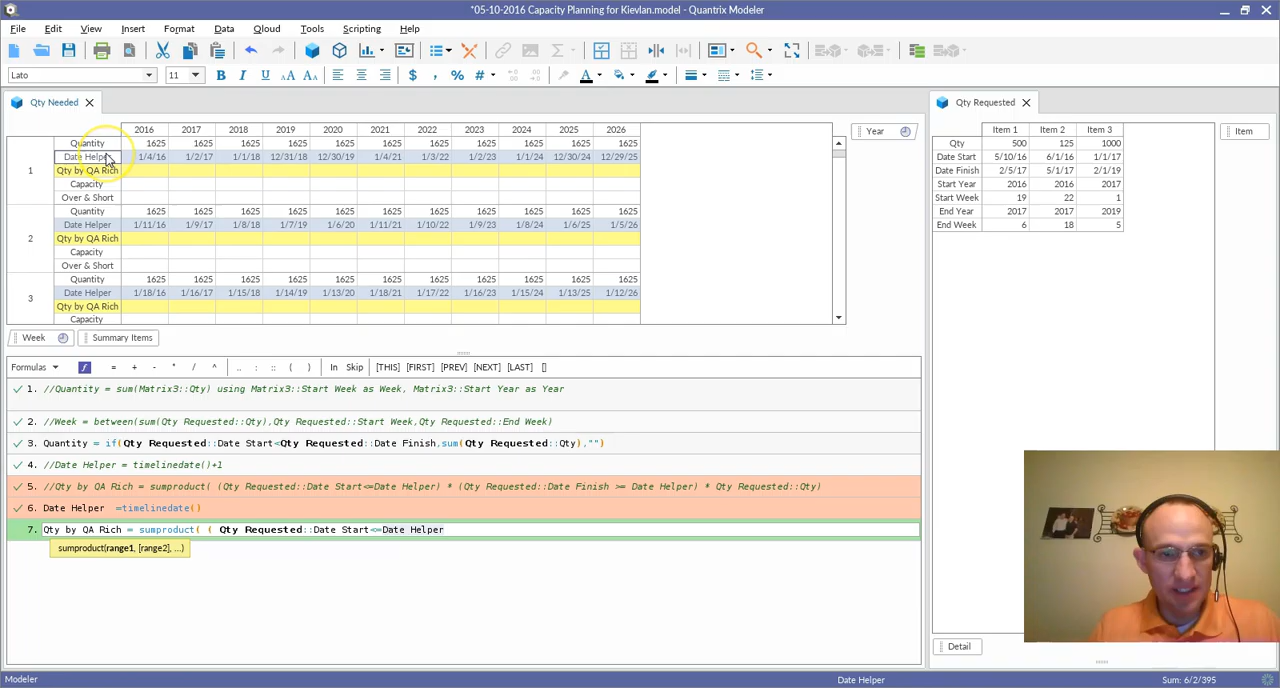 *05-10-2016 Capacity Planning for Kievlan.model - Quantrix Modeler
File Edit View Insert Format Data Qloud Tools Scripting Help
Lato 11 B I U A A $ , % # A
Qty Needed
2016 2017 2018 2019 2020 2021 2022 2023 2024 2025 2026
Quantity 1625 1625 1625 1625 1625 1625 1625 1625 1625 1625 1625
Date Helper 1/4/16 1/2/17 1/1/18 12/31/18 12/30/19 1/4/21 1/3/22 1/2/23 1/1/24 12/30/24 12/29/25
1 Qty by QA Rich
Capacity
Over & Short
Quantity 1625 1625 1625 1625 1625 1625 1625 1625 1625 1625 1625
Date Helper 1/11/16 1/9/17 1/8/18 1/7/19 1/6/20 1/11/21 1/10/22 1/9/23 1/8/24 1/6/25 1/5/26
2 Qty by QA Rich
Capacity
Over & Short
Quantity 1625 1625 1625 1625 1625 1625 1625 1625 1625 1625 1625
Date Helper 1/18/16 1/16/17 1/15/18 1/14/19 1/13/20 1/18/21 1/17/22 1/16/23 1/15/24 1/13/25 1/12/26
3 Qty by QA Rich
Capacity
Year
Week Summary Items
Formulas ƒ = + - * / ^ .. : :: ( ) In Skip [THIS] [FIRST] [PREV] [NEXT] [LAST] []
1. //Quantity = sum(Matrix3::Qty) using Matrix3::Start Week as Week, Matrix3::Start Year as Year
2. //Week = between(sum(Qty Requested::Qty),Qty Requested::Start Week,Qty Requested::End Week)
3. Quantity = if(Qty Requested::Date Start<Qty Requested::Date Finish,sum(Qty Requested::Qty),"")
4. //Date Helper = timelinedate()+1
5. //Qty by QA Rich = sumproduct( (Qty Requested::Date Start<=Date Helper) * (Qty Requested::Date Finish >= Date Helper) * Qty Requested::Qty)
6. Date Helper =timelinedate()
7. Qty by QA Rich = sumproduct( ( Qty Requested::Date Start<=Date Helper
sumproduct(range1, [range2], ...)
Qty Requested
Item 1 Item 2 Item 3
Qty 500 125 1000
Date Start 5/10/16 6/1/16 1/1/17
Date Finish 2/5/17 5/1/17 2/1/19
Start Year 2016 2016 2017
Start Week 19 22 1
End Year 2017 2017 2019
End Week 6 18 5
Item
Detail
Modeler Date Helper Sum: 6/2/395